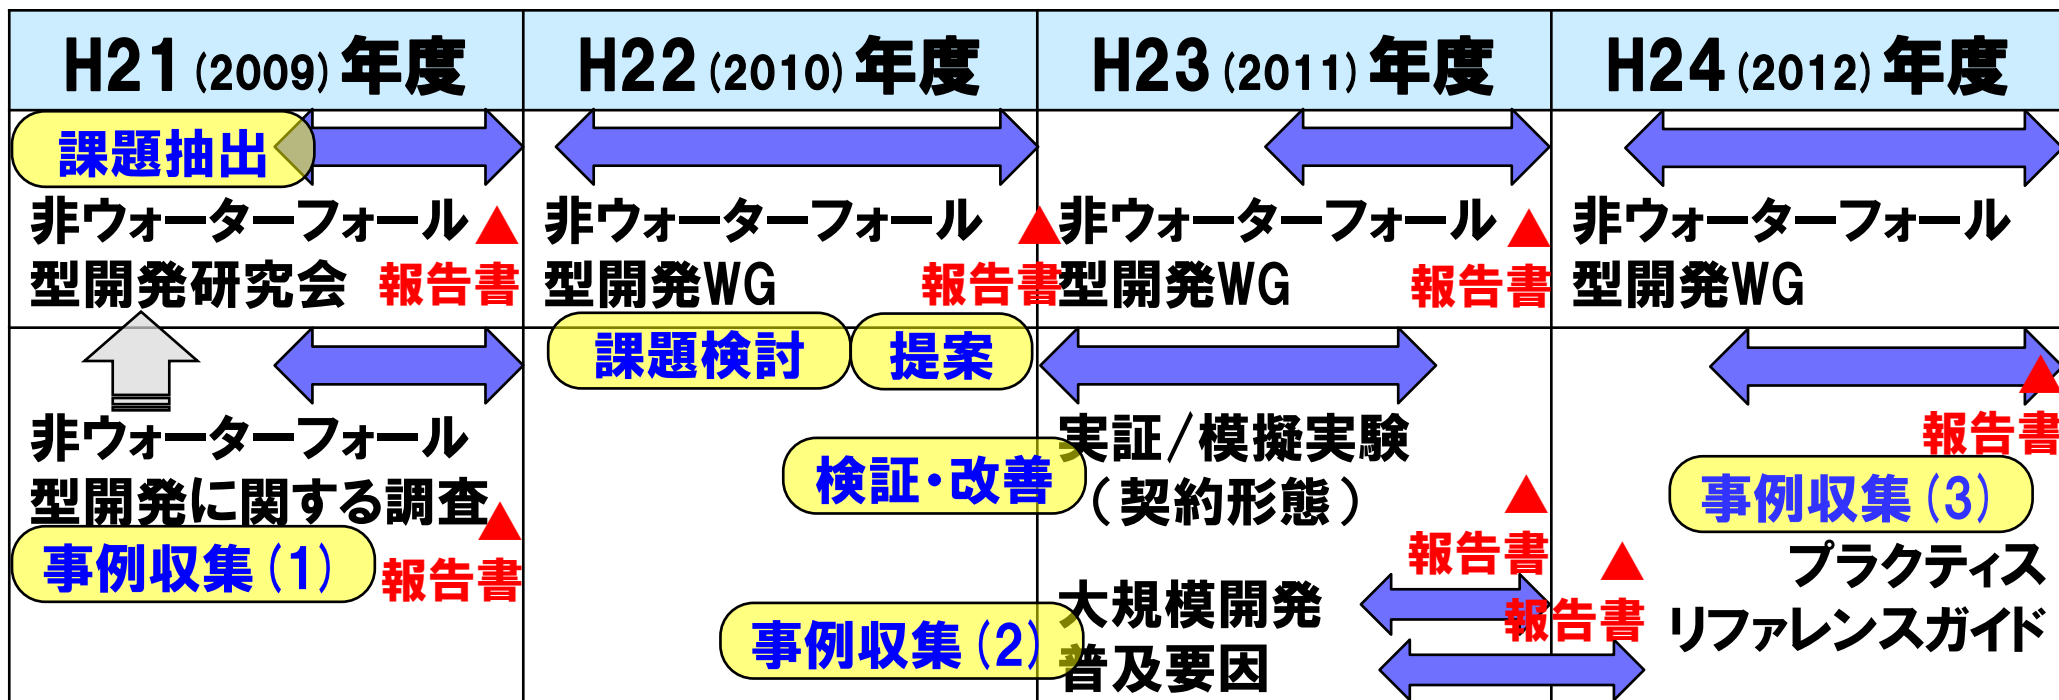 H21(2009)年度
H22(2010)年度
H23(2011)年度
H24(2012)年度
課題抽出
非ウォーターフォール
型開発研究会
報告書
非ウォーターフォール
型開発WG
報告書
非ウォーターフォール
型開発WG
報告書
非ウォーターフォール
型開発WG
非ウォーターフォール
型開発に関する調査
事例収集(1)
報告書
課題検討
提案
検証・改善
事例収集(2)
実証/模擬実験
(契約形態)
報告書
大規模開発
普及要因
報告書
報告書
事例収集(3)
プラクティス
リファレンスガイド